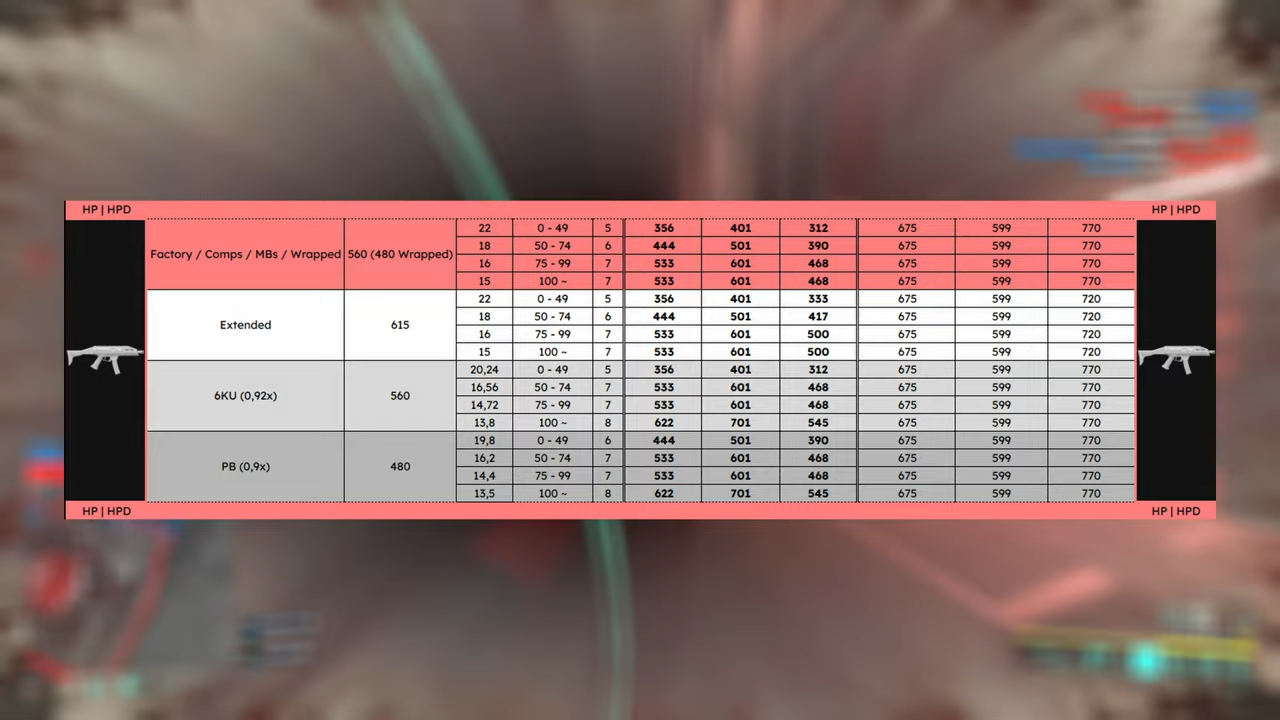 HP | HPD HP | HPD
Factory / Comps / MBs / Wrapped 560 (480 Wrapped) 22 0 - 49 5 356 401 312 675 599 770
18 50 - 74 6 444 501 390 675 599 770
16 75 - 99 7 533 601 468 675 599 770
15 100 ~ 7 533 601 468 675 599 770
Extended 615 22 0 - 49 5 356 401 333 675 599 720
18 50 - 74 6 444 501 417 675 599 720
16 75 - 99 7 533 601 500 675 599 720
15 100 ~ 7 533 601 500 675 599 720
6KU (0,92x) 560 20,24 0 - 49 5 356 401 312 675 599 770
16,56 50 - 74 7 533 601 468 675 599 770
14,72 75 - 99 7 533 601 468 675 599 770
13,8 100 ~ 8 622 701 545 675 599 770
PB (0,9x) 480 19,8 0 - 49 6 444 501 390 675 599 770
16,2 50 - 74 7 533 601 468 675 599 770
14,4 75 - 99 7 533 601 468 675 599 770
13,5 100 ~ 8 622 701 545 675 599 770
HP | HPD HP | HPD